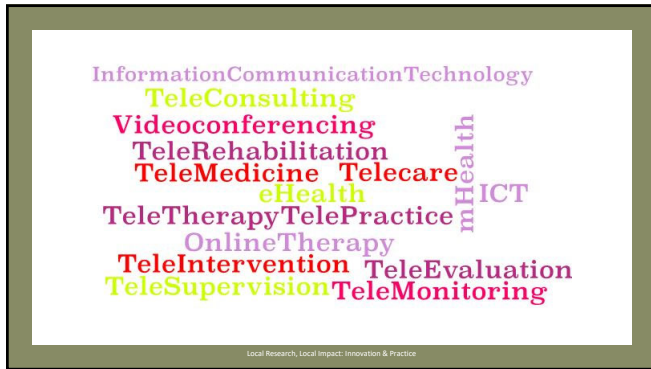 InformationCommunicationTechnology
TeleConsulting
Videoconferencing
TeleRehabilitation
TeleMedicine Telecare
mHealth
eHealth
ICT
TeleTherapyTelePractice
OnlineTherapy
TeleIntervention TeleEvaluation
TeleSupervision TeleMonitoring
Local Research, Local Impact: Innovation & Practice